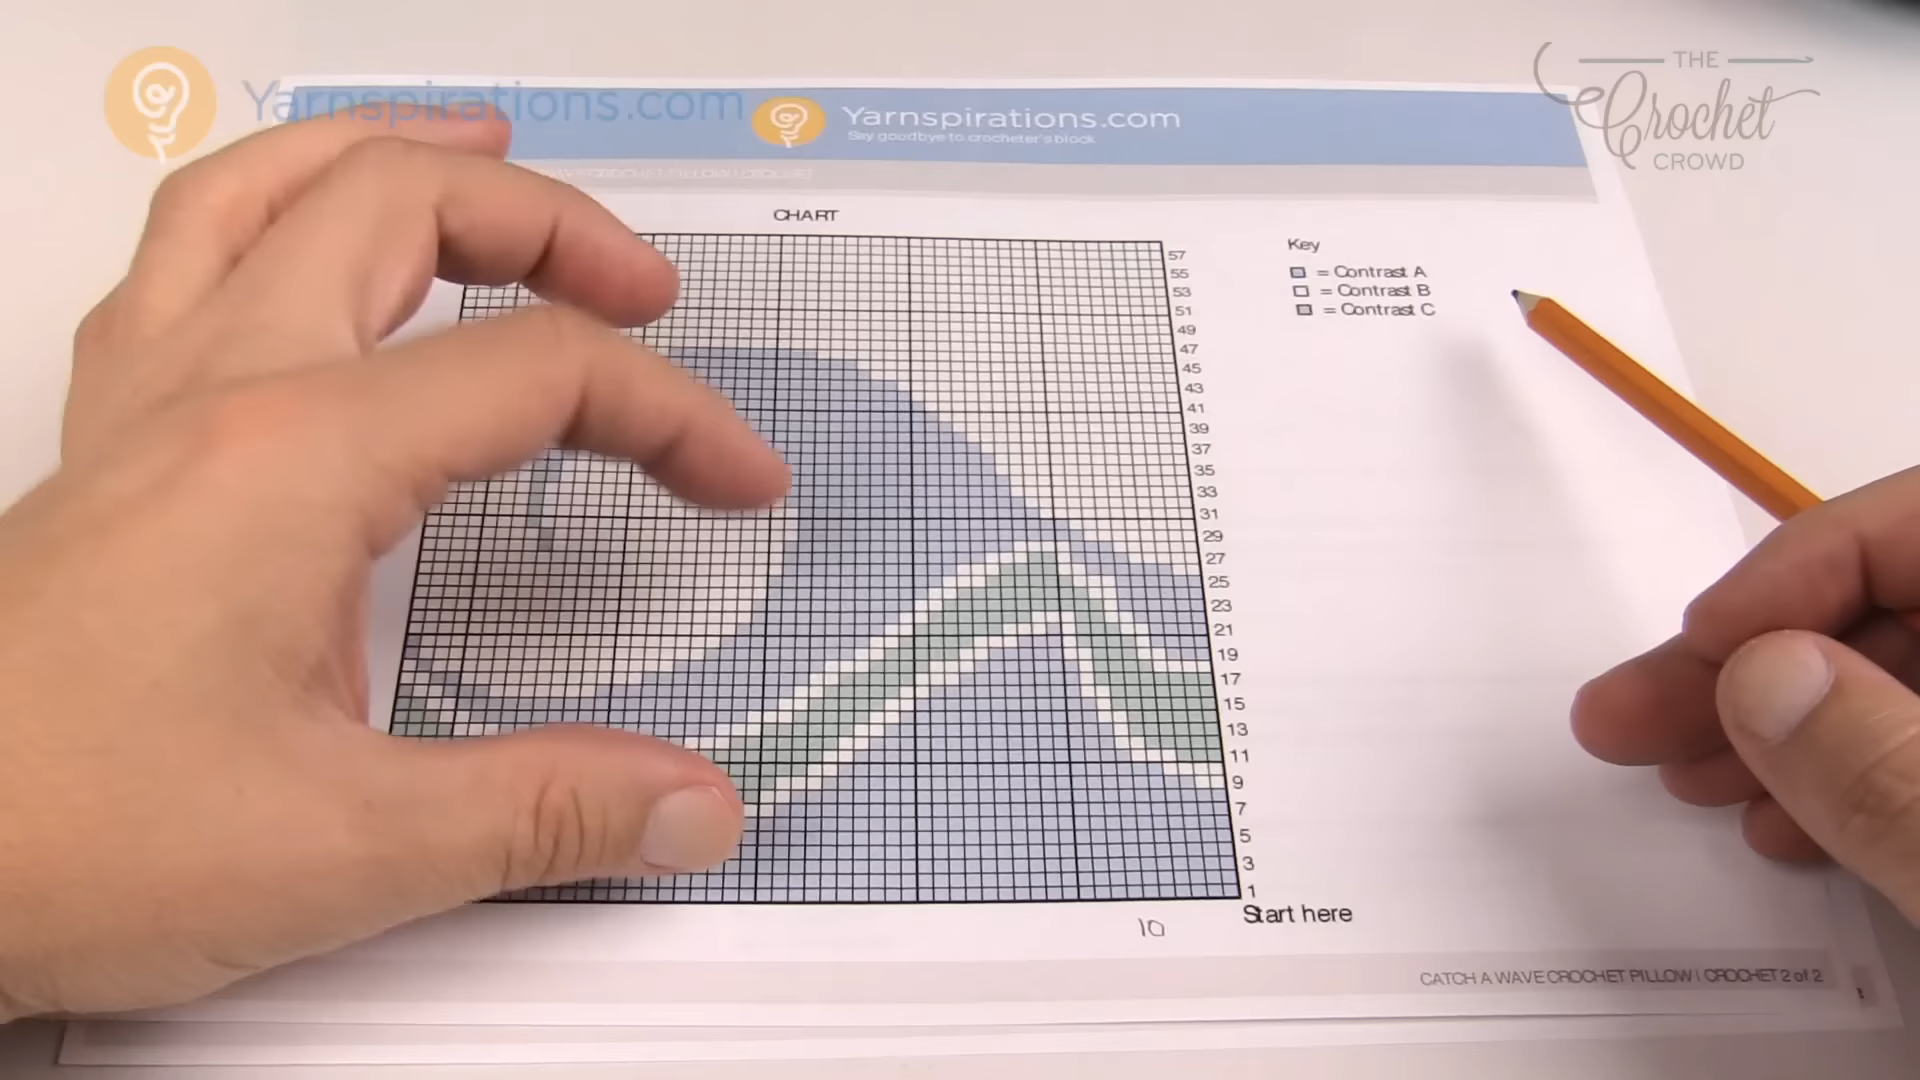 Yarnspirations.com
THE
Crochet
CROWD
Yarnspirations.com
Say goodbye to crocheter's block
CROCHET PILLOW | CROCHET
CHART
Key
= Contrast A
= Contrast B
= Contrast C
57
55
53
51
49
47
45
43
41
39
37
35
33
31
29
27
25
23
21
19
17
15
13
11
9
7
5
3
1
Start here
10
CATCH A WAVE CROCHET PILLOW | CROCHET 2 of 2